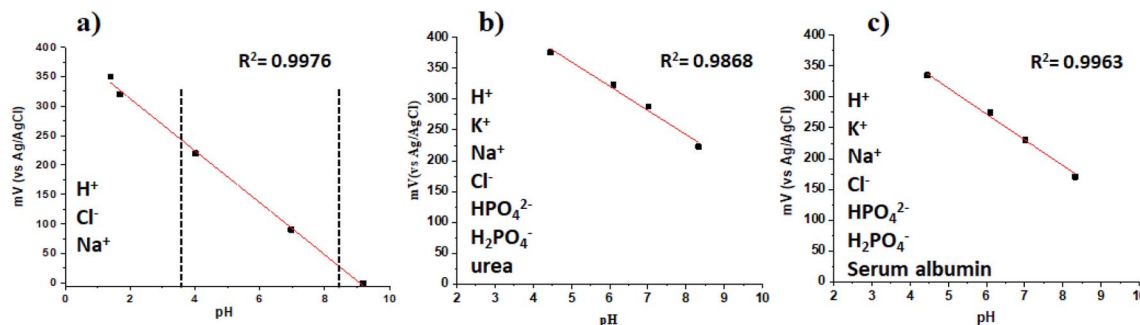 a)
R²= 0.9976
400
350
300
250
200
150
100
50
0
mV (vs Ag/AgCl)
H⁺
Cl⁻
Na⁺
0 2 4 6 8 10
pH
b)
R²= 0.9868
400
350
300
250
200
150
100
50
0
mV(vs Ag/AgCl)
H⁺
K⁺
Na⁺
Cl⁻
HPO₄²⁻
H₂PO₄⁻
urea
2 3 4 5 6 7 8 9 10
pH
c)
R²= 0.9963
400
350
300
250
200
150
100
50
0
mV (vs Ag/AgCl)
H⁺
K⁺
Na⁺
Cl⁻
HPO₄²⁻
H₂PO₄⁻
Serum albumin
2 3 4 5 6 7 8 9 10
pH